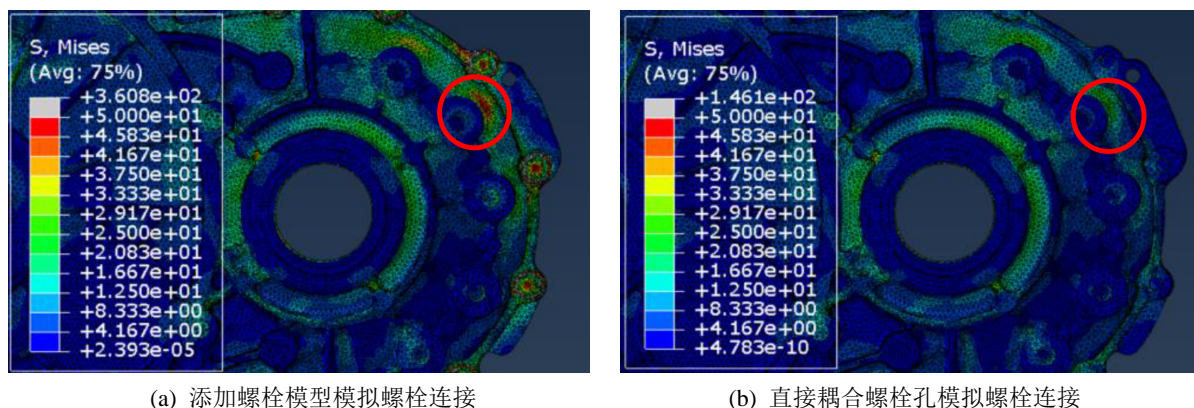 S, Mises
(Avg: 75%)
+3.608e+02
+5.000e+01
+4.583e+01
+4.167e+01
+3.750e+01
+3.333e+01
+2.917e+01
+2.500e+01
+2.083e+01
+1.667e+01
+1.250e+01
+8.333e+00
+4.167e+00
+2.393e-05
(a) 添加螺栓模型模拟螺栓连接
S, Mises
(Avg: 75%)
+1.461e+02
+5.000e+01
+4.583e+01
+4.167e+01
+3.750e+01
+3.333e+01
+2.917e+01
+2.500e+01
+2.083e+01
+1.667e+01
+1.250e+01
+8.333e+00
+4.167e+00
+4.783e-10
(b) 直接耦合螺栓孔模拟螺栓连接